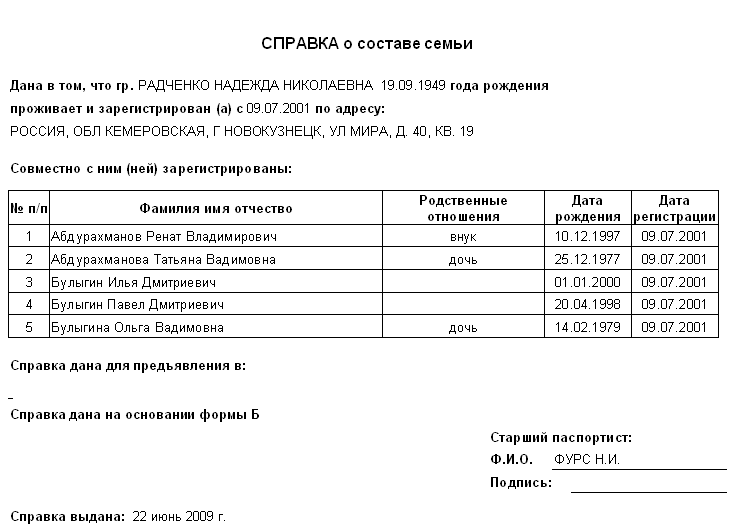 СПРАВКА о составе семьи
Дана в том, что гр. РАДЧЕНКО НАДЕЖДА НИКОЛАЕВНА 19.09.1949 года рождения
проживает и зарегистрирован (а) с 09.07.2001 по адресу:
РОССИЯ, ОБЛ КЕМЕРОВСКАЯ, Г НОВОКУЗНЕЦК, УЛ МИРА, Д. 40, КВ. 19
Совместно с ним (ней) зарегистрированы:
№ п/п Фамилия имя отчество Родственные отношения Дата рождения Дата регистрации
1 Абдурахманов Ренат Владимирович внук 10.12.1997 09.07.2001
2 Абдурахманова Татьяна Вадимовна дочь 25.12.1977 09.07.2001
3 Булыгин Илья Дмитриевич 01.01.2000 09.07.2001
4 Булыгин Павел Дмитриевич 20.04.1998 09.07.2001
5 Булыгина Ольга Вадимовна дочь 14.02.1979 09.07.2001
Справка дана для предъявления в:
Справка дана на основании формы Б
Старший паспортист:
Ф.И.О. ФУРС Н.И.
Подпись:
Справка выдана: 22 июнь 2009 г.